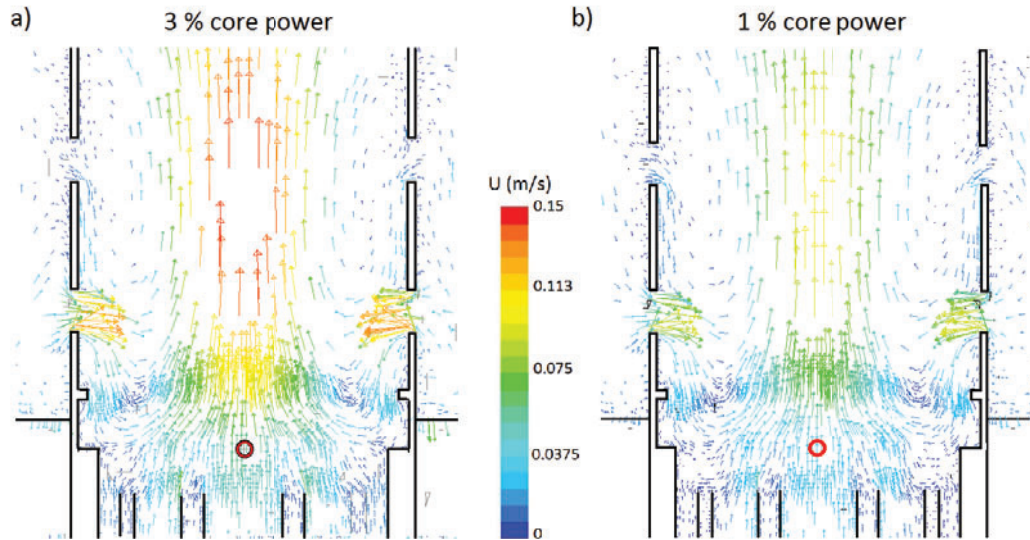 a)
3 % core power
b)
1 % core power
U (m/s)
0.15
0.113
0.075
0.0375
0